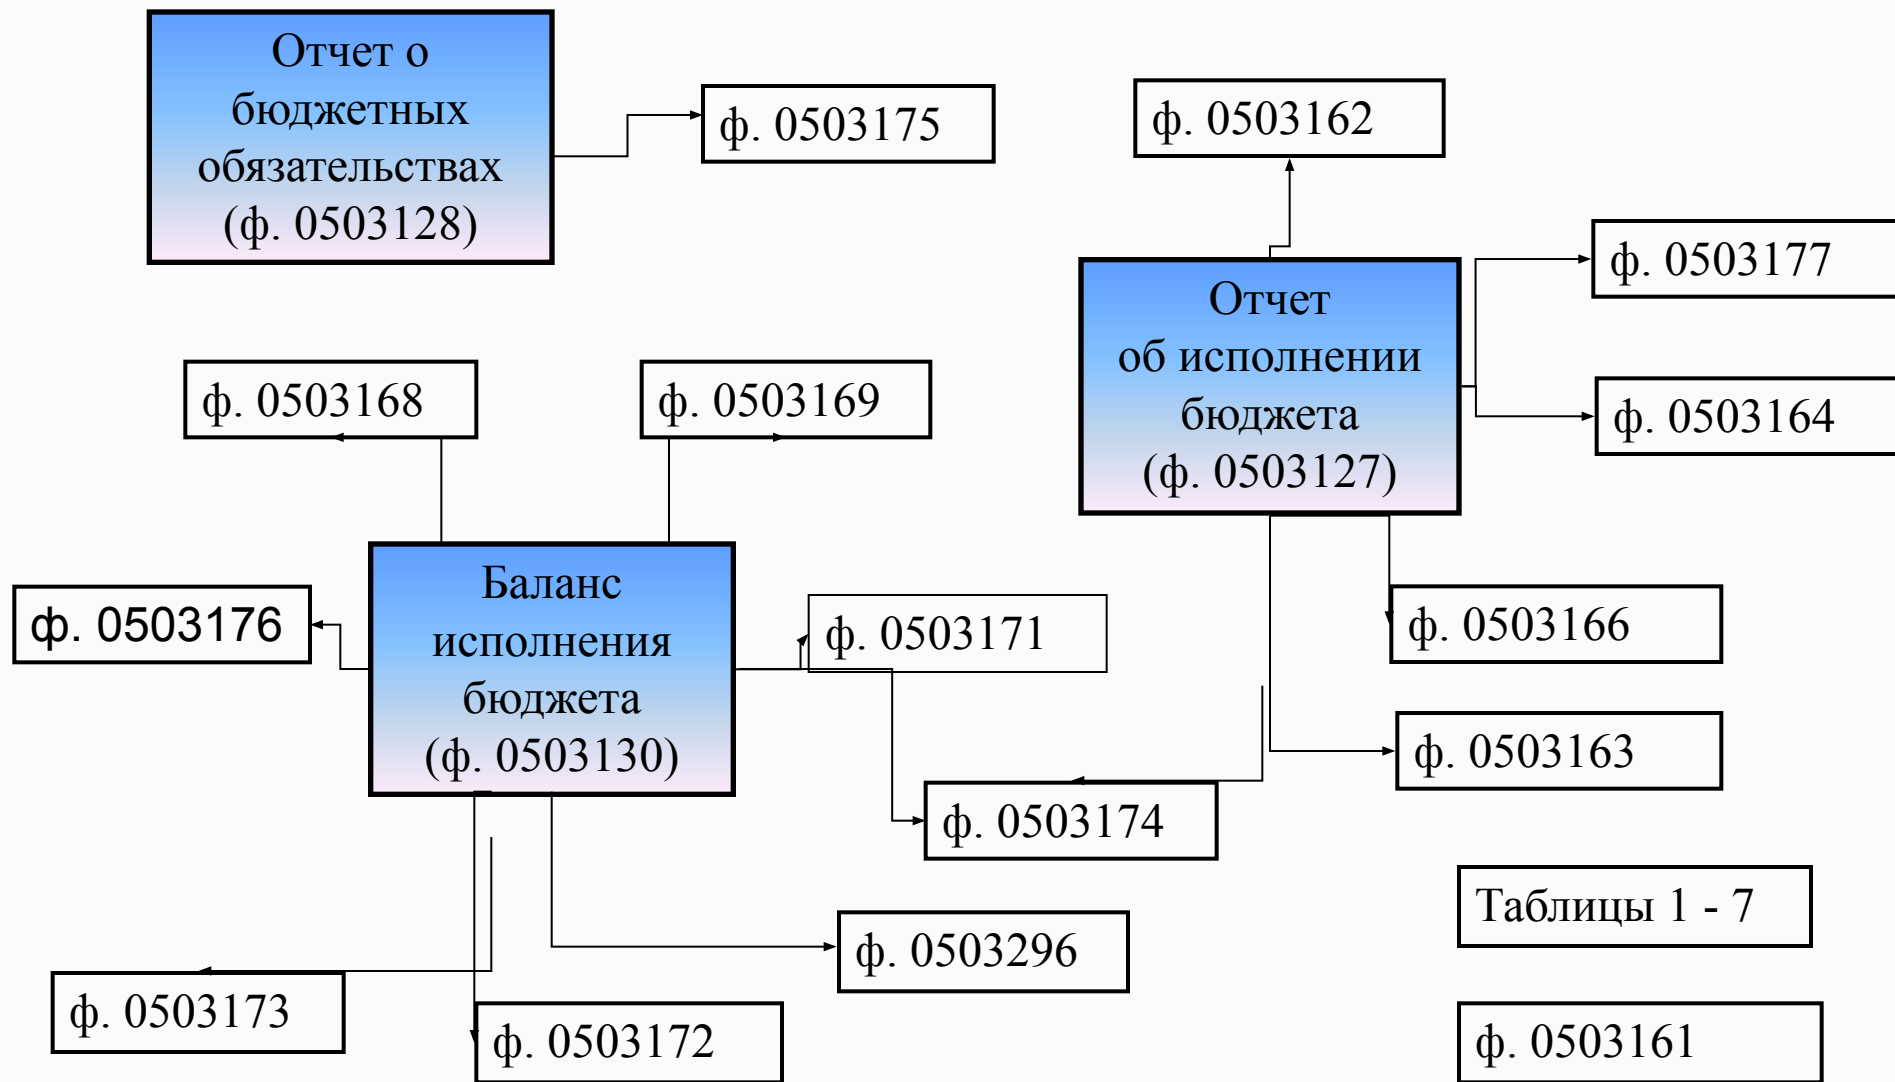 Отчет о
бюджетных
обязательствах
(ф. 0503128)
ф. 0503175
ф. 0503162
Отчет
об исполнении
бюджета
(ф. 0503127)
ф. 0503177
ф. 0503164
ф. 0503168
ф. 0503169
Баланс
исполнения
бюджета
(ф. 0503130)
ф. 0503176
ф. 0503171
ф. 0503166
ф. 0503163
ф. 0503174
Таблицы 1 - 7
ф. 0503296
ф. 0503173
ф. 0503172
ф. 0503161